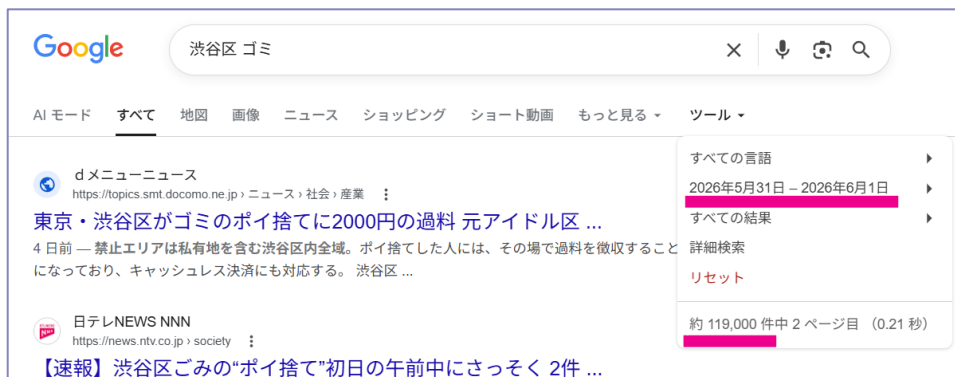 Google
渋谷区 ゴミ
AI モード すべて 地図 画像 ニュース ショッピング ショート動画 もっと見る ツール
すべての言語
2026年5月31日 – 2026年6月1日
すべての結果
詳細検索
リセット
約 119,000 件中 2 ページ目 （0.21 秒）
d メニューニュース
https://topics.smt.docomo.ne.jp › ニュース › 社会 › 産業
東京・渋谷区がゴミのポイ捨てに2000円の過料 元アイドル区 ...
4 日前 — 禁止エリアは私有地を含む渋谷区内全域。ポイ捨てした人には、その場で過料を徴収すること
になっており、キャッシュレス決済にも対応する。 渋谷区 ...
日テレNEWS NNN
https://news.ntv.co.jp › society
【速報】渋谷区ごみの“ポイ捨て”初日の午前中にさっそく 2件 ...